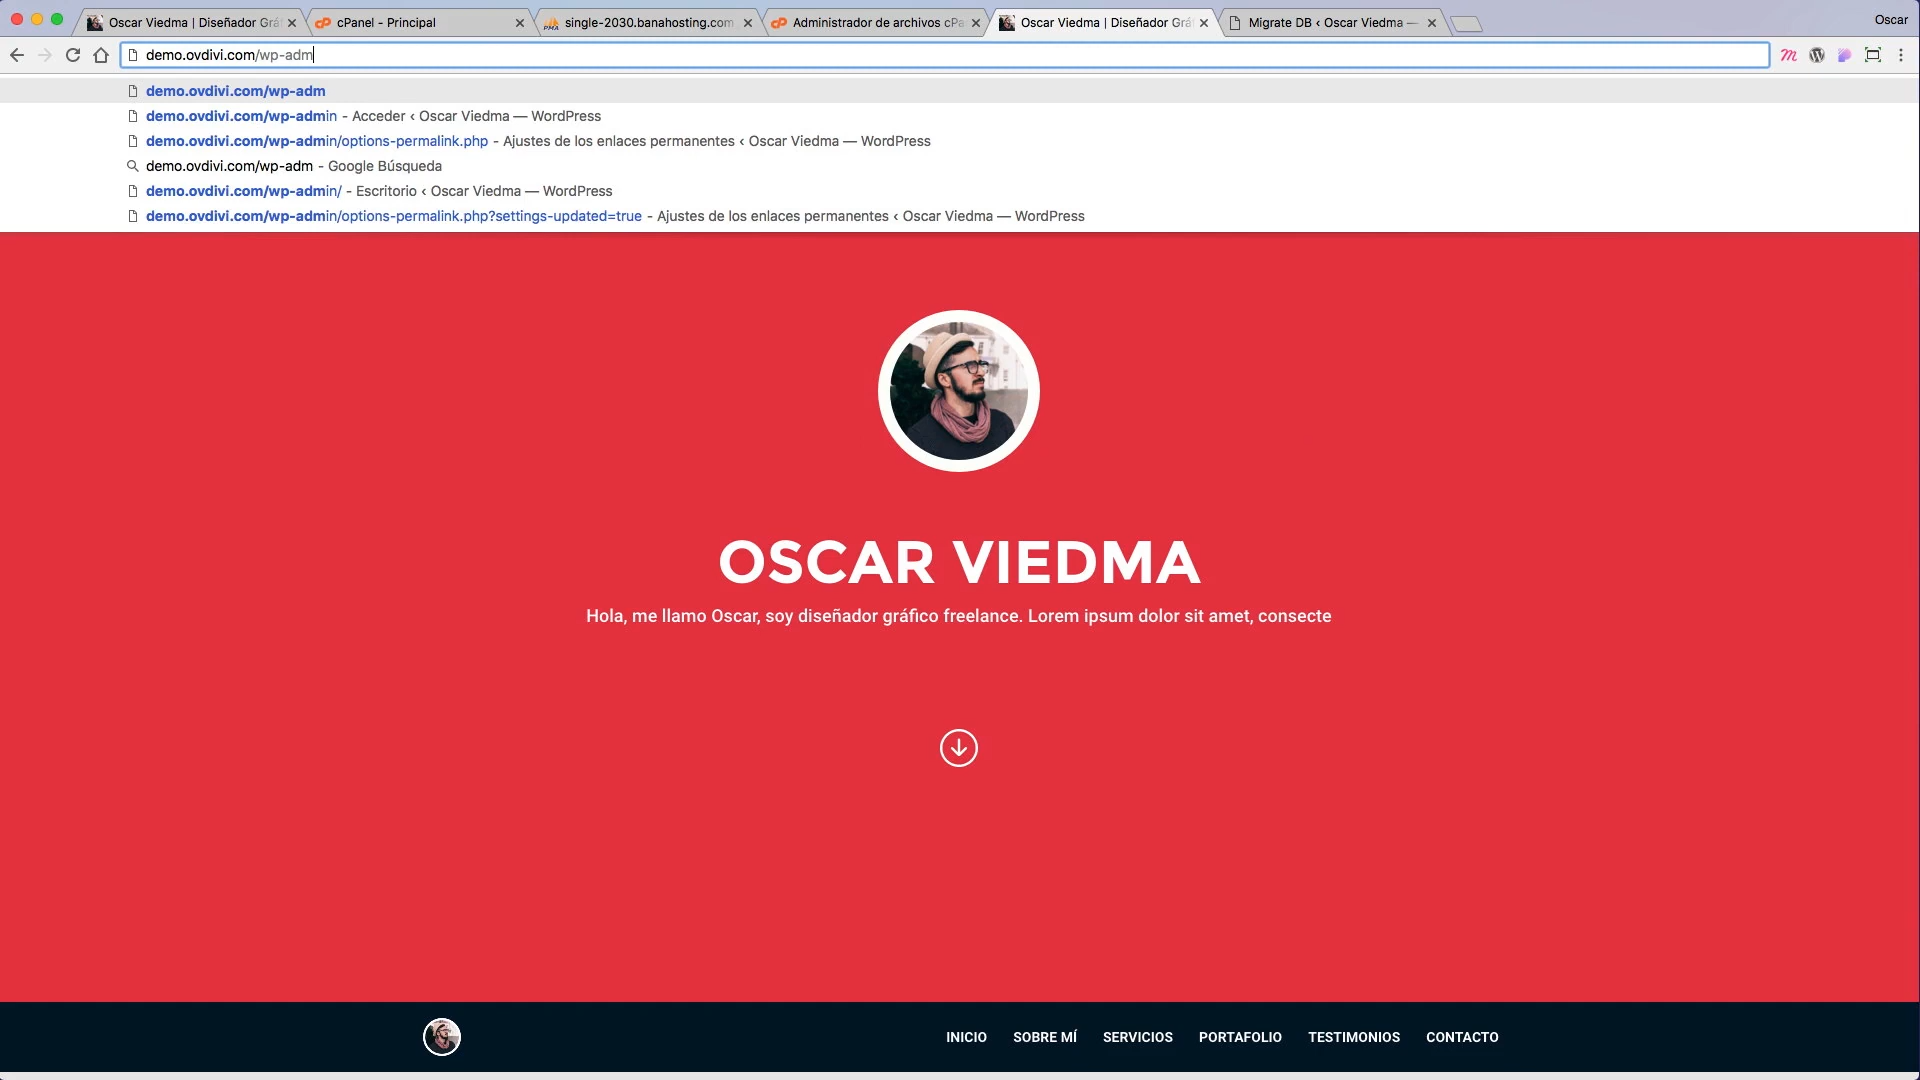 Oscar Viedma | Diseñador Grá
cPanel - Principal
single-2030.banahosting.com
Administrador de archivos cPa
Oscar Viedma | Diseñador Grá
Migrate DB ‹ Oscar Viedma —
Oscar
demo.ovdivi.com/wp-adm
demo.ovdivi.com/wp-adm
demo.ovdivi.com/wp-admin - Acceder ‹ Oscar Viedma — WordPress
demo.ovdivi.com/wp-admin/options-permalink.php - Ajustes de los enlaces permanentes ‹ Oscar Viedma — WordPress
demo.ovdivi.com/wp-adm - Google Búsqueda
demo.ovdivi.com/wp-admin/ - Escritorio ‹ Oscar Viedma — WordPress
demo.ovdivi.com/wp-admin/options-permalink.php?settings-updated=true - Ajustes de los enlaces permanentes ‹ Oscar Viedma — WordPress
OSCAR VIEDMA
Hola, me llamo Oscar, soy diseñador gráfico freelance. Lorem ipsum dolor sit amet, consecte
INICIO SOBRE MÍ SERVICIOS PORTAFOLIO TESTIMONIOS CONTACTO